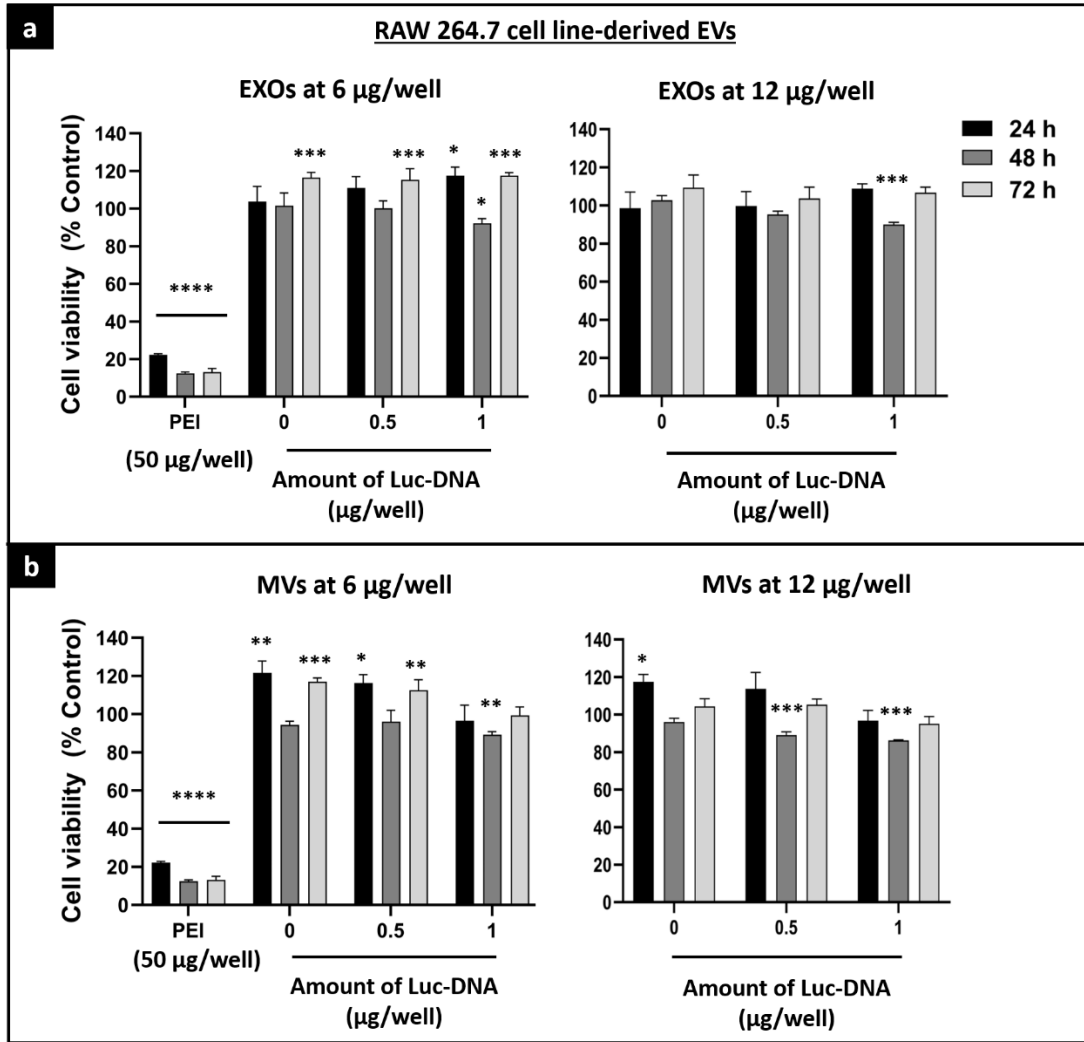 a
RAW 264.7 cell line-derived EVs
EXOs at 6 µg/well
Cell viability (% Control)
140
120
100
80
60
40
20
0
****
***
***
*
*
***
PEI
0
0.5
1
(50 µg/well)
Amount of Luc-DNA
(µg/well)
EXOs at 12 µg/well
140
120
100
80
60
40
20
0
***
0
0.5
1
Amount of Luc-DNA
(µg/well)
24 h
48 h
72 h
b
MVs at 6 µg/well
Cell viability (% Control)
140
120
100
80
60
40
20
0
****
**
***
*
**
**
PEI
0
0.5
1
(50 µg/well)
Amount of Luc-DNA
(µg/well)
MVs at 12 µg/well
140
120
100
80
60
40
20
0
*
***
***
0
0.5
1
Amount of Luc-DNA
(µg/well)